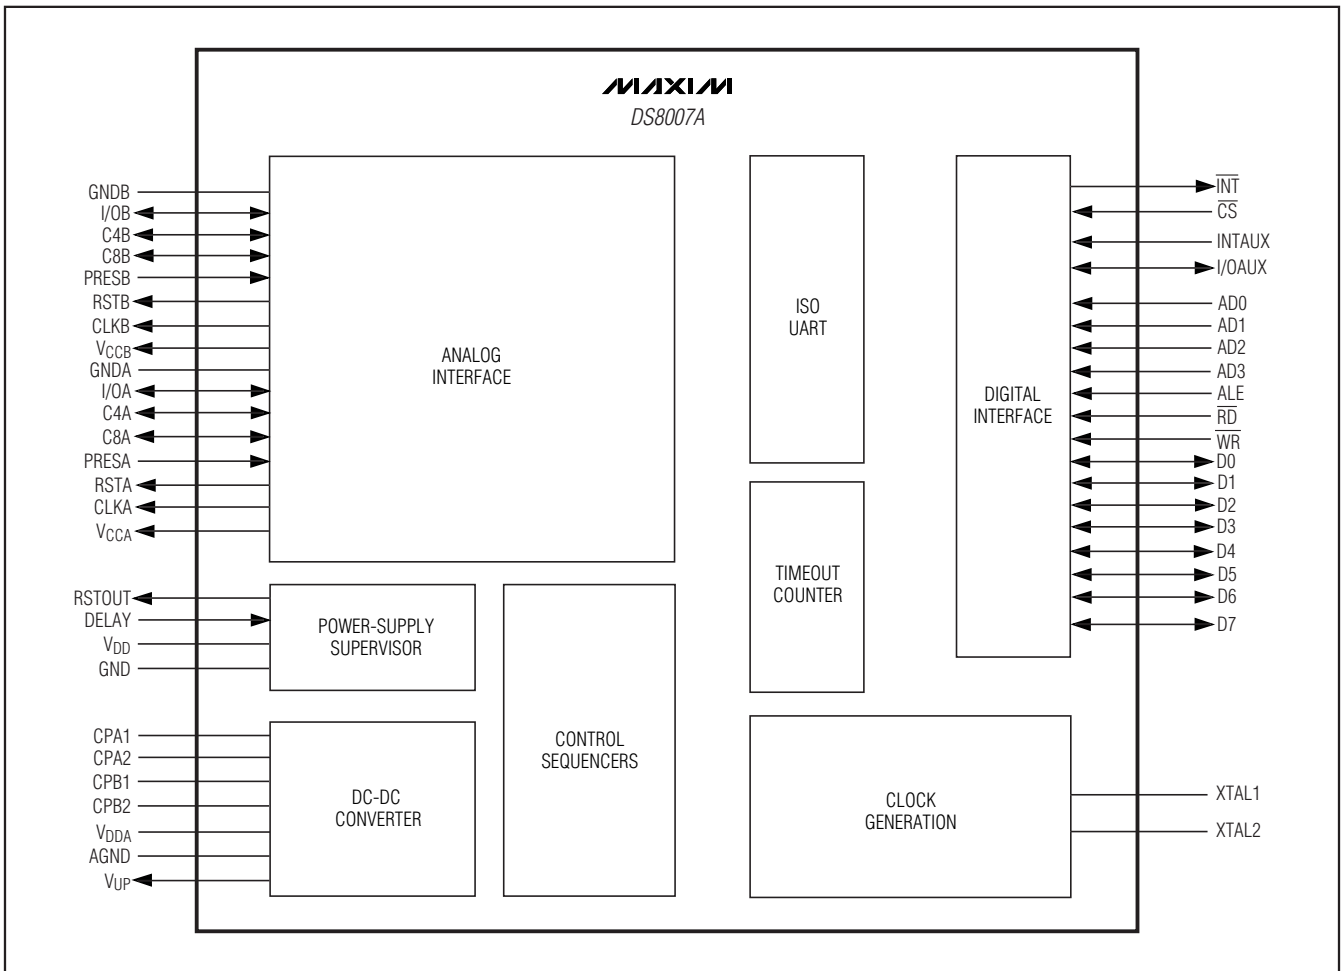 MAXIM
DS8007A
GNDB
I/OB
C4B
C8B
PRESB
RSTB
CLKB
VCCB
GNDA
I/OA
C4A
C8A
PRESA
RSTA
CLKA
VCCA
RSTOUT
DELAY
VDD
GND
CPA1
CPA2
CPB1
CPB2
VDDA
AGND
VUP
ANALOG
INTERFACE
POWER-SUPPLY
SUPERVISOR
DC-DC
CONVERTER
CONTROL
SEQUENCERS
ISO
UART
TIMEOUT
COUNTER
CLOCK
GENERATION
DIGITAL
INTERFACE
INT
CS
INTAUX
I/OAUX
AD0
AD1
AD2
AD3
ALE
RD
WR
D0
D1
D2
D3
D4
D5
D6
D7
XTAL1
XTAL2